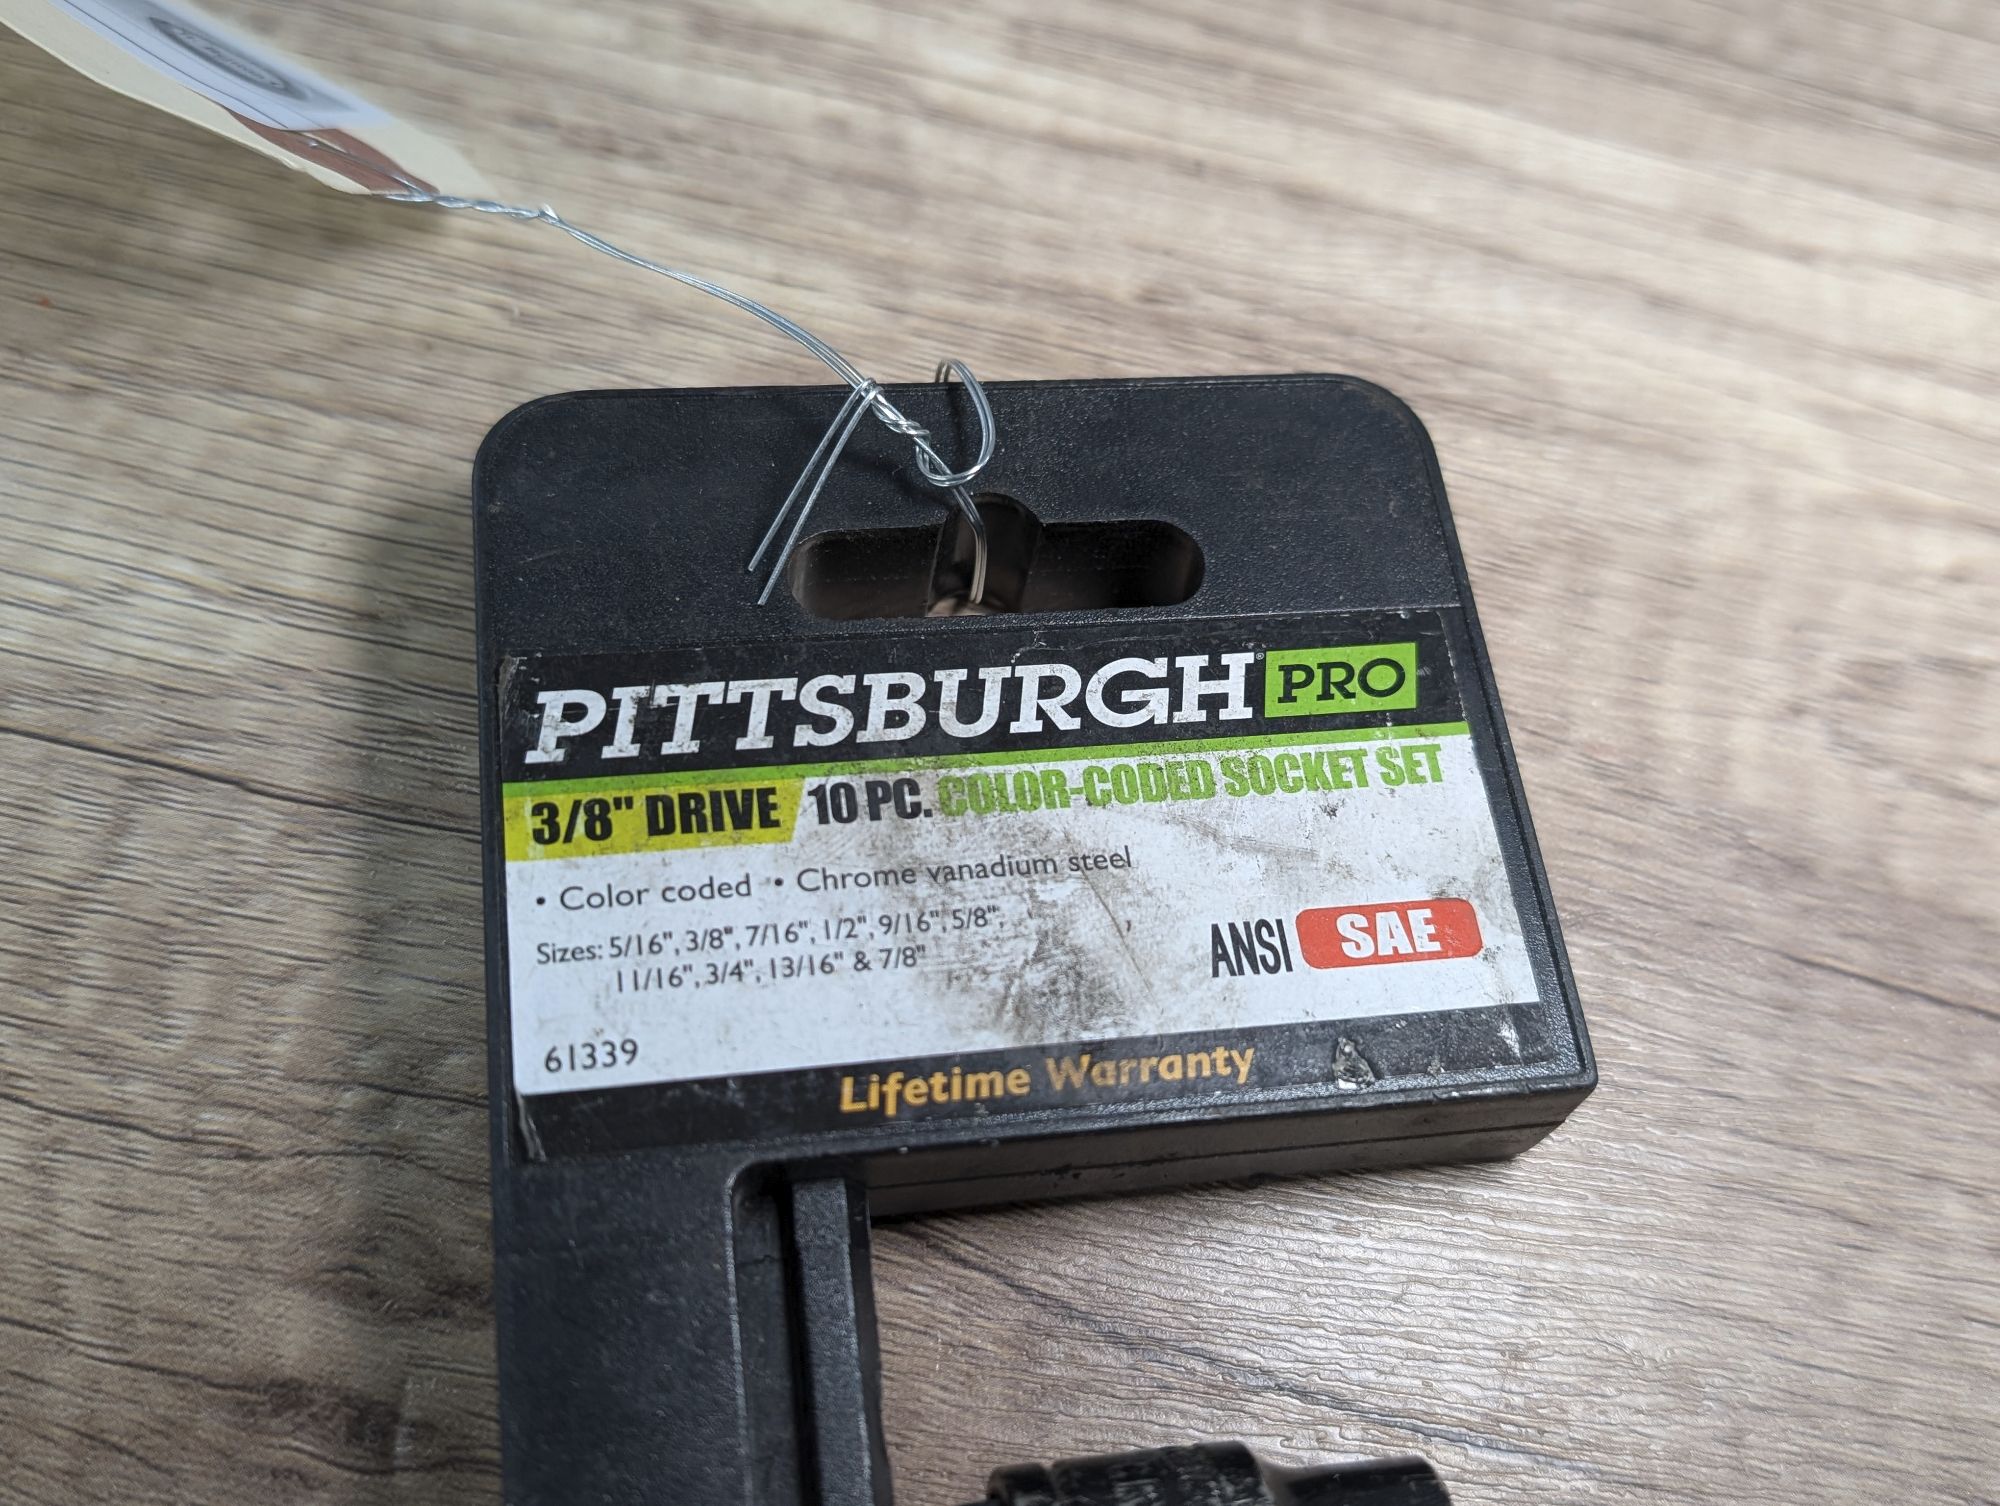 PITTSBURGH® PRO
3/8" DRIVE 10 PC. COLOR-CODED SOCKET SET
• Color coded • Chrome vanadium steel
Sizes: 5/16", 3/8", 7/16", 1/2", 9/16", 5/8",
11/16", 3/4", 13/16" & 7/8"
ANSI SAE
61339
Lifetime Warranty